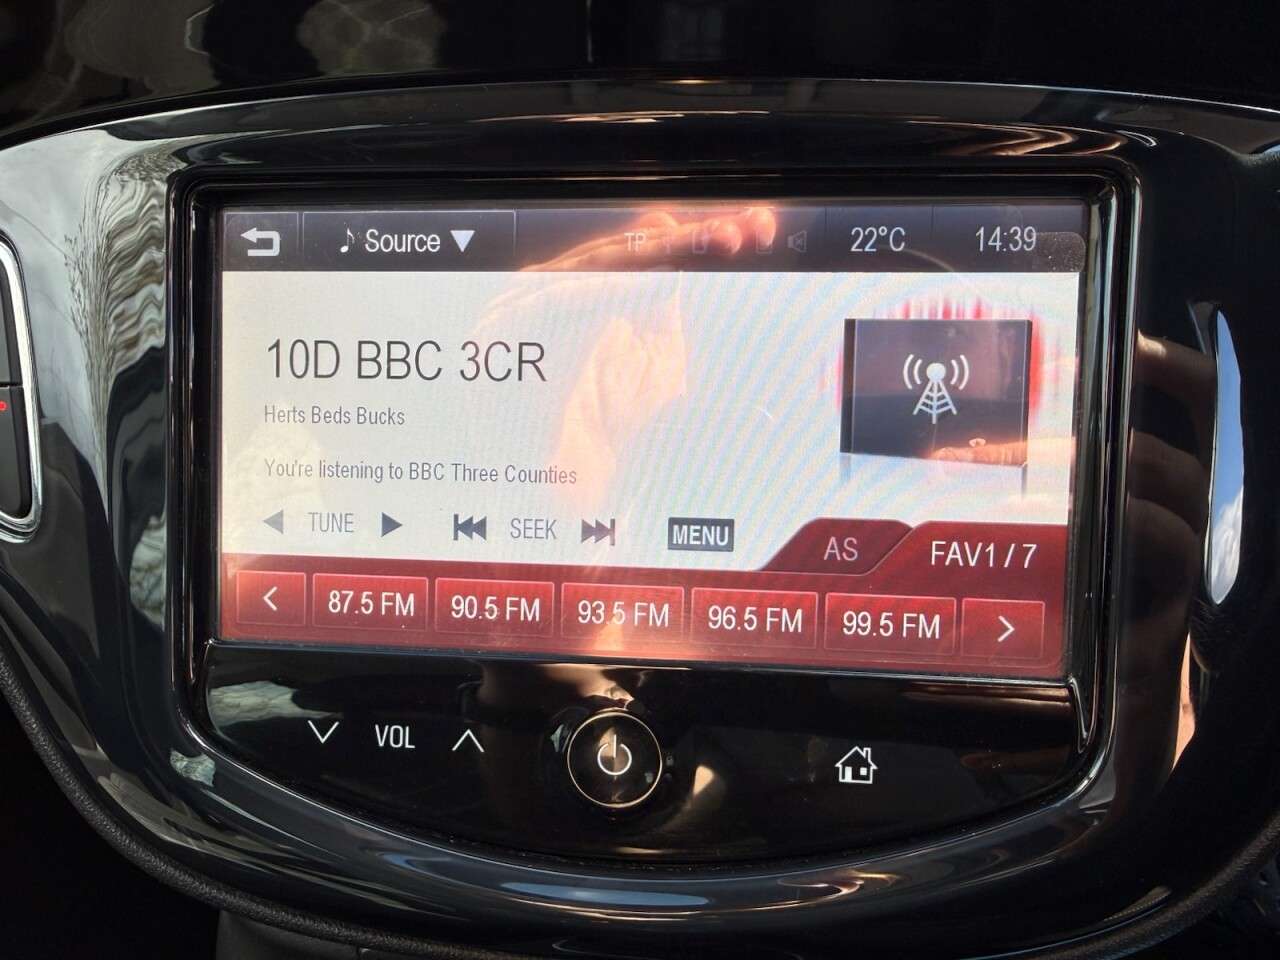 Source TP 22°C 14:39
10D BBC 3CR
Herts Beds Bucks
You're listening to BBC Three Counties
TUNE SEEK MENU AS FAV1/7
87.5 FM 90.5 FM 93.5 FM 96.5 FM 99.5 FM
VOL